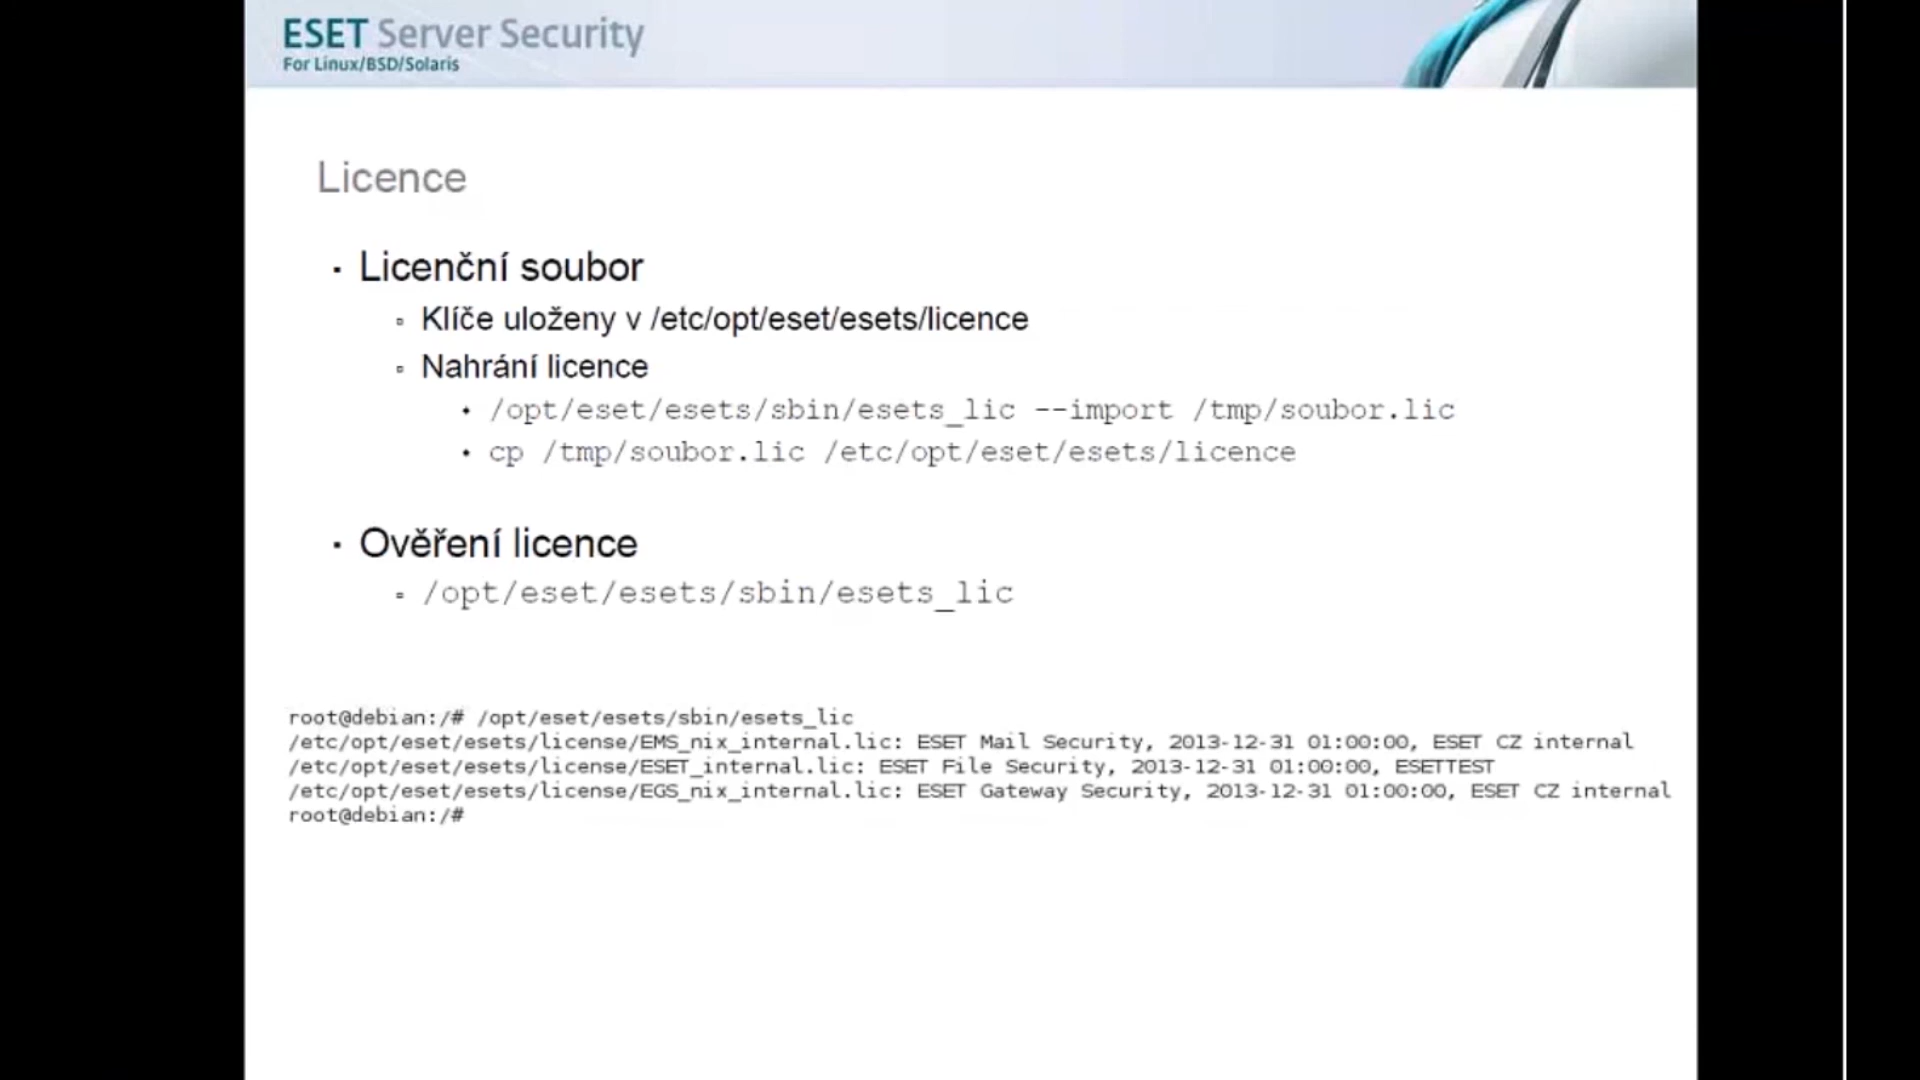 ESET Server Security
For Linux/BSD/Solaris
Licence
Licenční soubor
Klíče uloženy v /etc/opt/eset/esets/licence
Nahrání licence
/opt/eset/esets/sbin/esets_lic --import /tmp/soubor.lic
cp /tmp/soubor.lic /etc/opt/eset/esets/licence
Ověření licence
/opt/eset/esets/sbin/esets_lic
root@debian:/# /opt/eset/esets/sbin/esets_lic
/etc/opt/eset/esets/license/EMS_nix_internal.lic: ESET Mail Security, 2013-12-31 01:00:00, ESET CZ internal
/etc/opt/eset/esets/license/ESET_internal.lic: ESET File Security, 2013-12-31 01:00:00, ESETTEST
/etc/opt/eset/esets/license/EGS_nix_internal.lic: ESET Gateway Security, 2013-12-31 01:00:00, ESET CZ internal
root@debian:/#